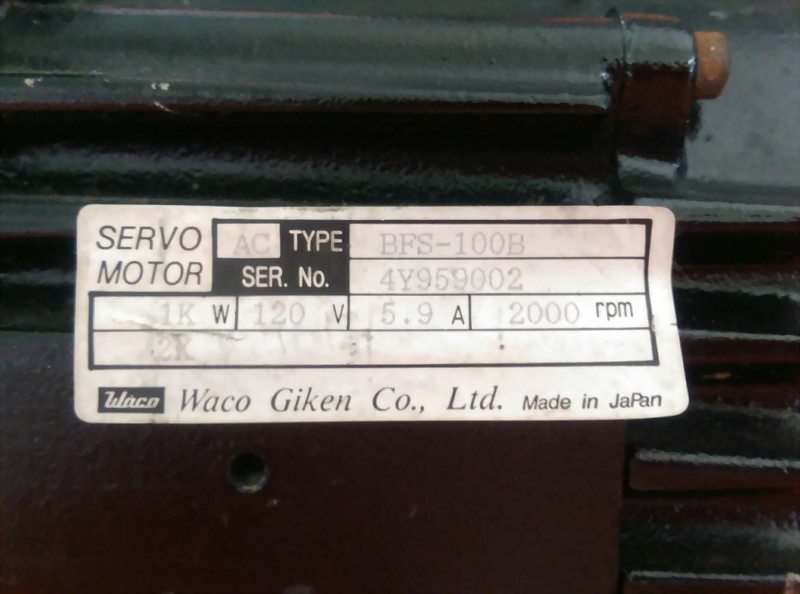 SERVO MOTOR
AC TYPE BFS-100B
SER. No. 4Y959002
1K W 120 V 5.9 A 2000 rpm
2K
Waco Waco Giken Co., Ltd. Made in JaPan